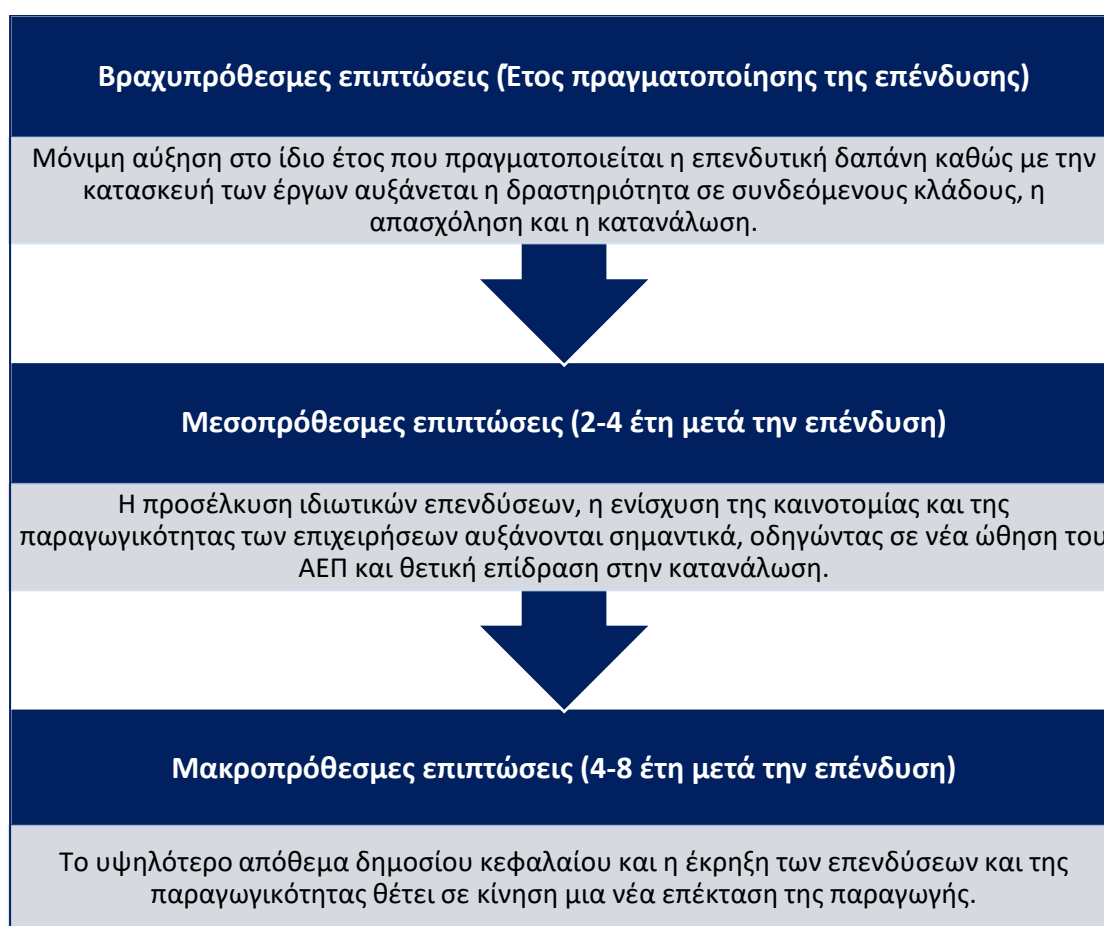 Βραχυπρόθεσμες επιπτώσεις (Έτος πραγματοποίησης της επένδυσης)
Μόνιμη αύξηση στο ίδιο έτος που πραγματοποιείται η επενδυτική δαπάνη καθώς με την
κατασκευή των έργων αυξάνεται η δραστηριότητα σε συνδεόμενους κλάδους, η
απασχόληση και η κατανάλωση.
Μεσοπρόθεσμες επιπτώσεις (2-4 έτη μετά την επένδυση)
Η προσέλκυση ιδιωτικών επενδύσεων, η ενίσχυση της καινοτομίας και της
παραγωγικότητας των επιχειρήσεων αυξάνονται σημαντικά, οδηγώντας σε νέα ώθηση του
ΑΕΠ και θετική επίδραση στην κατανάλωση.
Μακροπρόθεσμες επιπτώσεις (4-8 έτη μετά την επένδυση)
Το υψηλότερο απόθεμα δημοσίου κεφαλαίου και η έκρηξη των επενδύσεων και της
παραγωγικότητας θέτει σε κίνηση μια νέα επέκταση της παραγωγής.